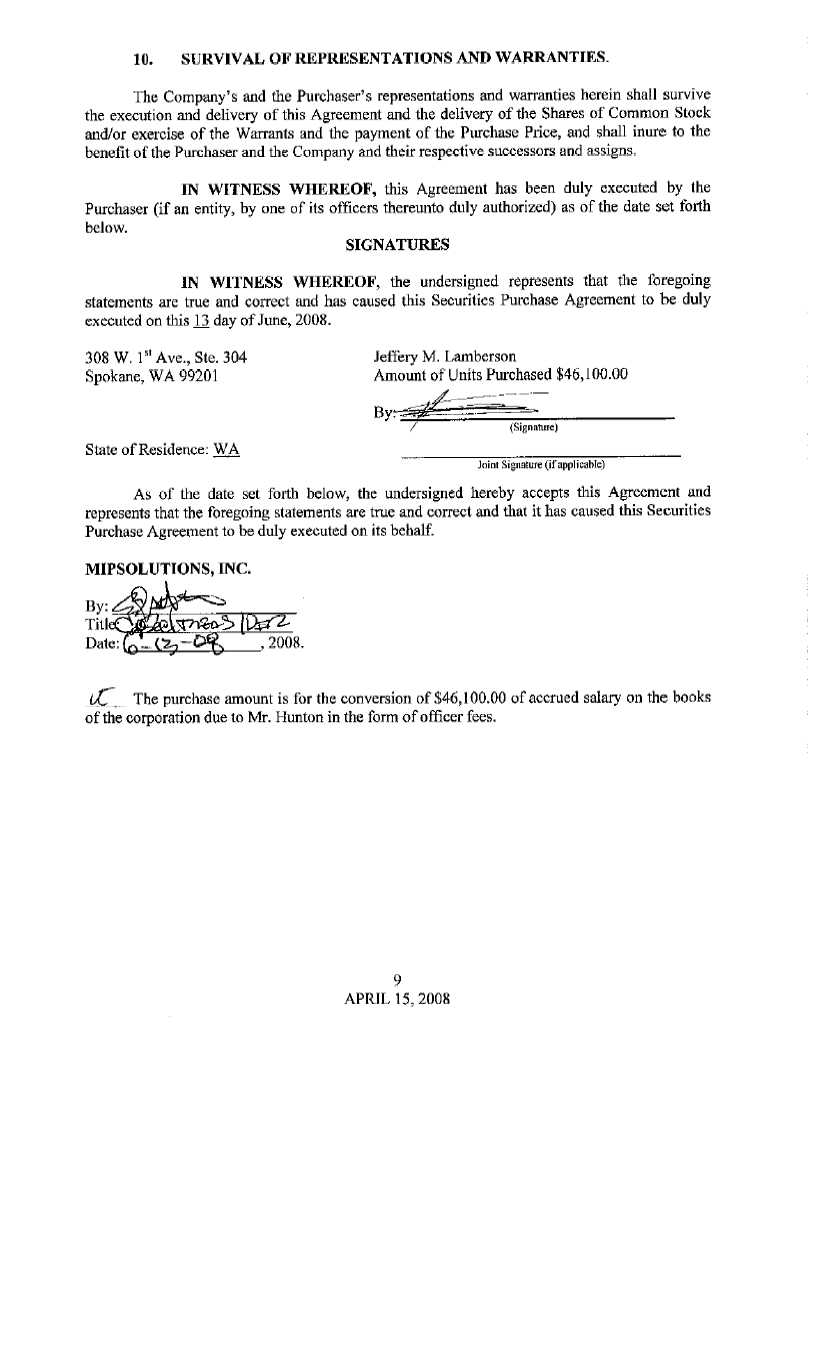 10. SURVIVAL OF REPRESENTATIONS AND WARRANTIES.
The Company's and the Purchaser's representations and warranties herein shall survive
the execution and delivery of this Agreement and the delivery of the Shares of Common Stock
and/or exercise of the Warrants and the payment of the Purchase Price, and shall inure to the
benefit of the Purchaser and the Company and their respective successors and assigns.
IN WITNESS WHEREOF, this Agreement has been duly executed by the
Purchaser (if an entity, by one of its officers thereunto duly authorized) as of the date set forth
below.
SIGNATURES
IN WITNESS WHEREOF, the undersigned represents that the foregoing
statements are true and correct and has caused this Securities Purchase Agreement to be duly
executed on this 13 day of June, 2008.
308 W. 1st Ave., Ste. 304
Spokane, WA 99201
Jeffery M. Lamberson
Amount of Units Purchased $46,100.00
By:
(Signature)
State of Residence: WA
Joint Signature (if applicable)
As of the date set forth below, the undersigned hereby accepts this Agreement and
represents that the foregoing statements are true and correct and that it has caused this Securities
Purchase Agreement to be duly executed on its behalf.
MIPSOLUTIONS, INC.
By:
Title: Treas
Date: 6-13-08, 2008.
The purchase amount is for the conversion of $46,100.00 of accrued salary on the books
of the corporation due to Mr. Hunton in the form of officer fees.
9
APRIL 15, 2008